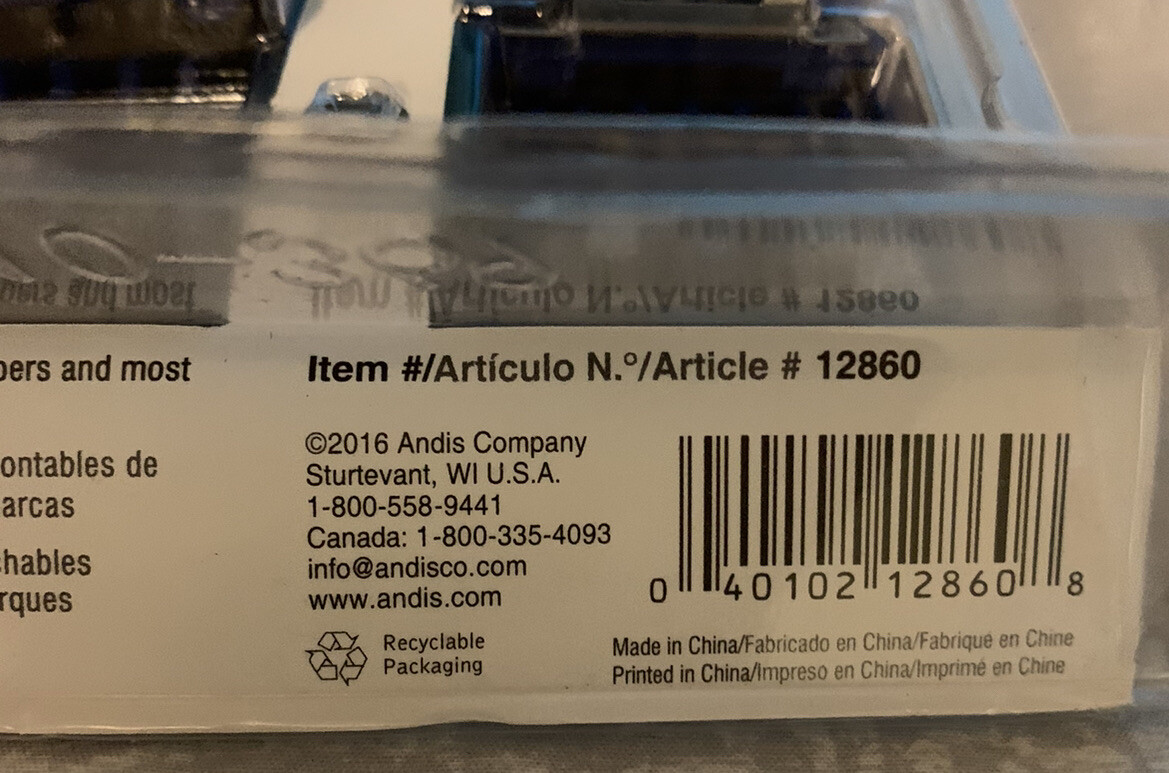 pers and most
ontables de
arcas
hables
rques
Item #/Artículo N.º/Article # 12860
©2016 Andis Company
Sturtevant, WI U.S.A.
1-800-558-9441
Canada: 1-800-335-4093
info@andisco.com
www.andis.com
Recyclable
Packaging
0 40102 12860 8
Made in China/Fabricado en China/Fabriqué en Chine
Printed in China/Impreso en China/Imprimé en Chine